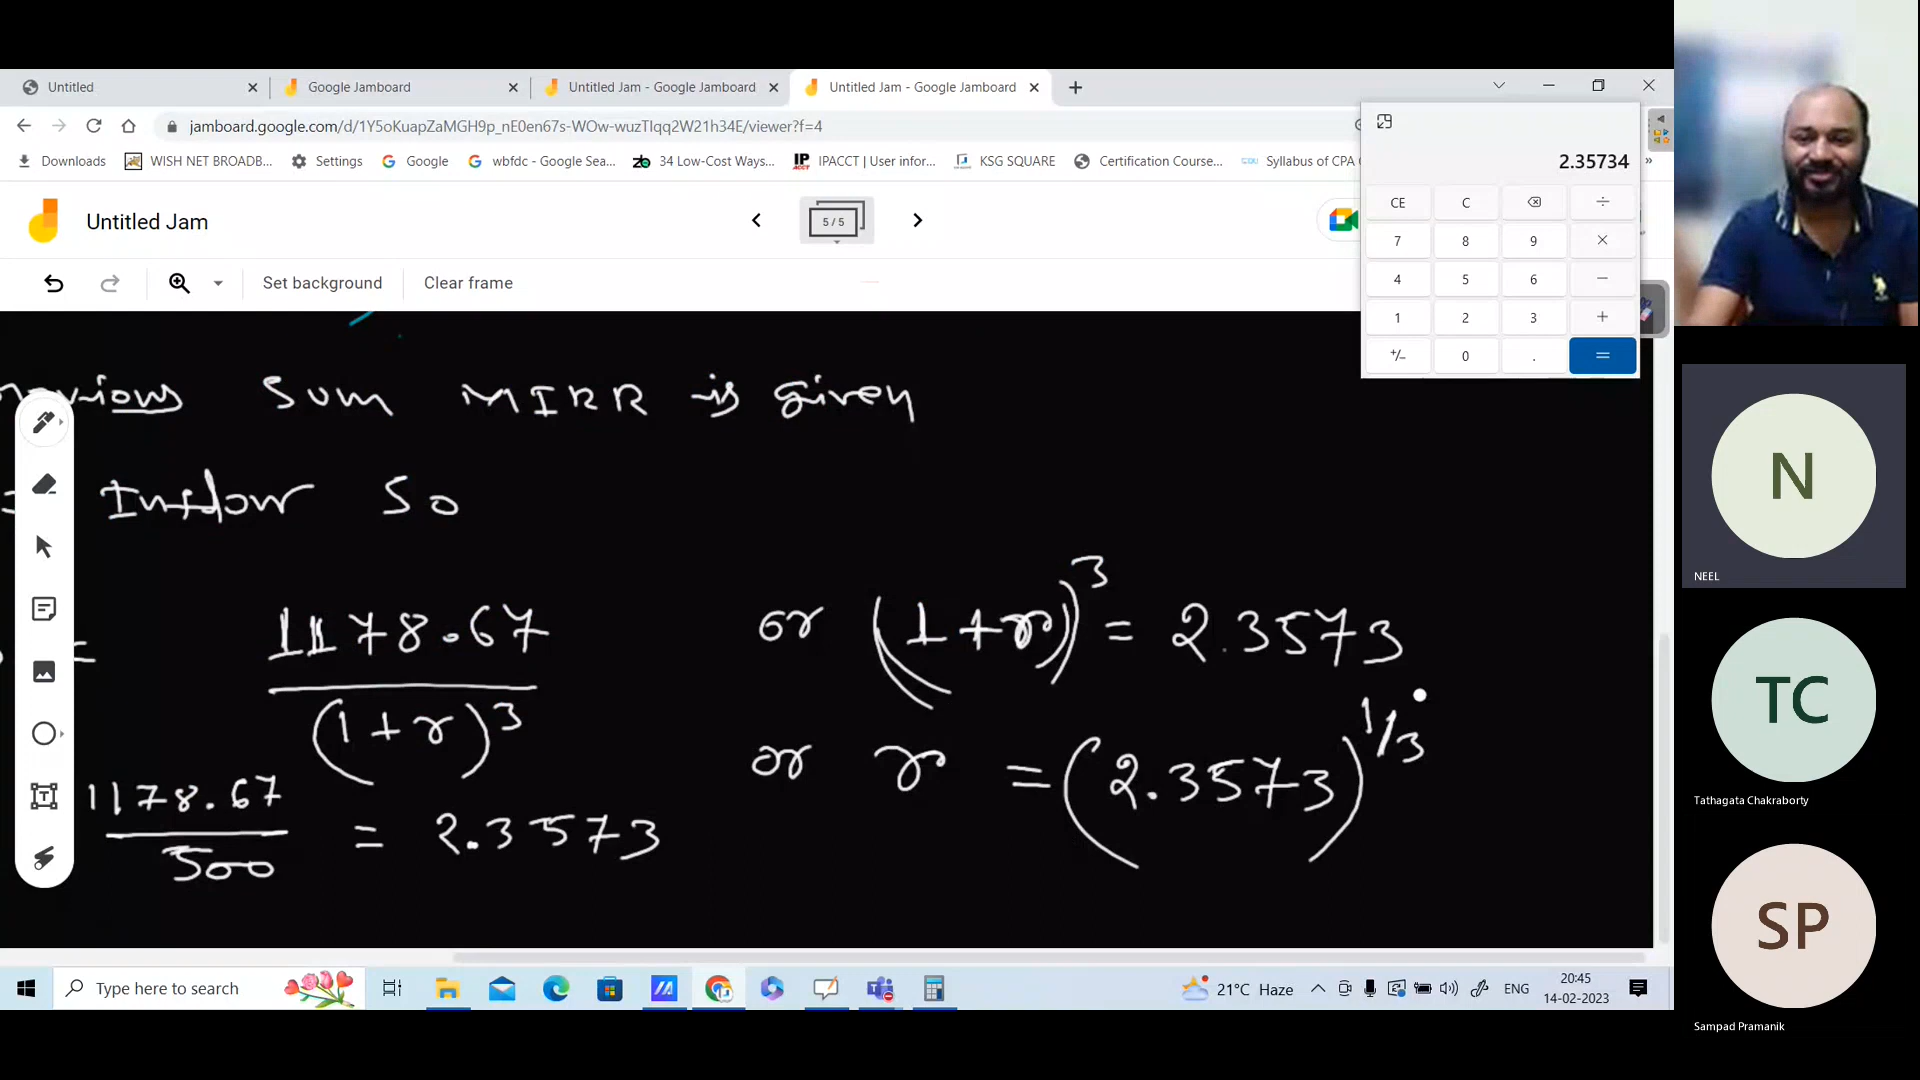 Untitled
Google Jamboard
Untitled Jam - Google Jamboard
Untitled Jam - Google Jamboard
jamboard.google.com/d/1Y5oKuapZaMGH9p_nE0en67s-WOw-wuzTlqq2W21h34E/viewer?f=4
Downloads
WISH NET BROADB...
Settings
Google
wbfdc - Google Sea...
34 Low-Cost Ways...
IPACCT | User infor...
KSG SQUARE
Certification Course...
Syllabus of CPA
»
2.35734
CE C ÷
7 8 9 ×
4 5 6 −
1 2 3 +
+/− 0 . =
Untitled Jam
5 / 5
Set background
Clear frame
Sum MIRR is given
= Inflow 50
= 1178.67
(1+r)^3
1178.67
500
= 2.3573
or (1+r)^3 = 2.3573
or r = (2.3573)^1/3
Type here to search
21°C Haze
ENG
20:45
14-02-2023
N
NEEL
TC
Tathagata Chakraborty
SP
Sampad Pramanik